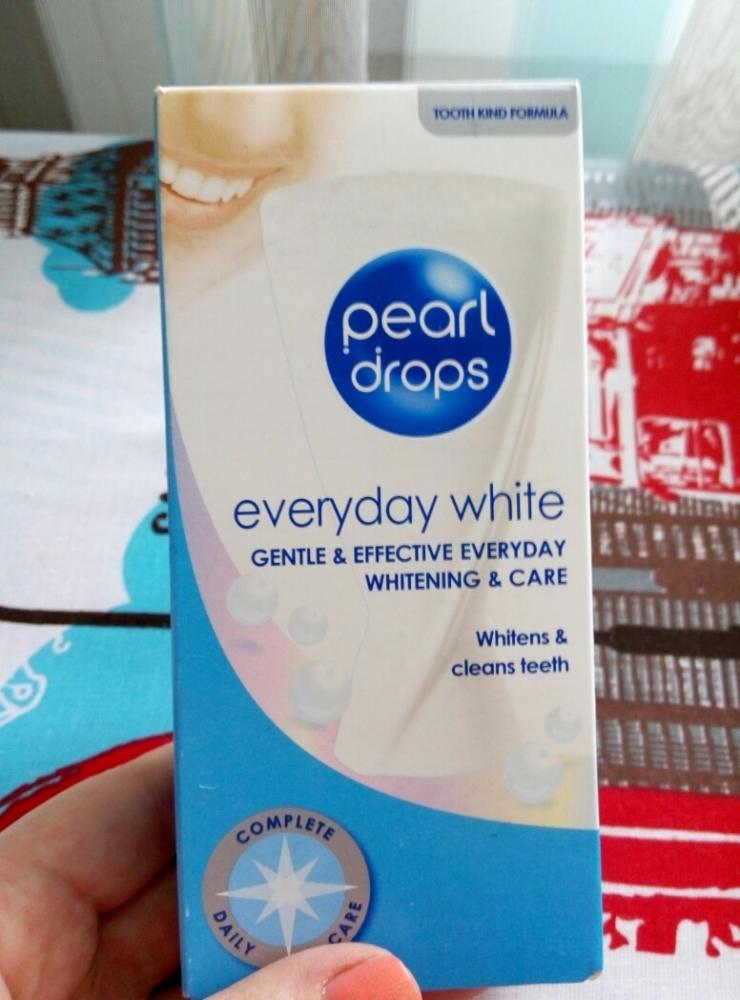 TOOTH KIND FORMULA
pearl
drops
everyday white
GENTLE & EFFECTIVE EVERYDAY
WHITENING & CARE
Whitens &
cleans teeth
COMPLETE
DAILY CARE